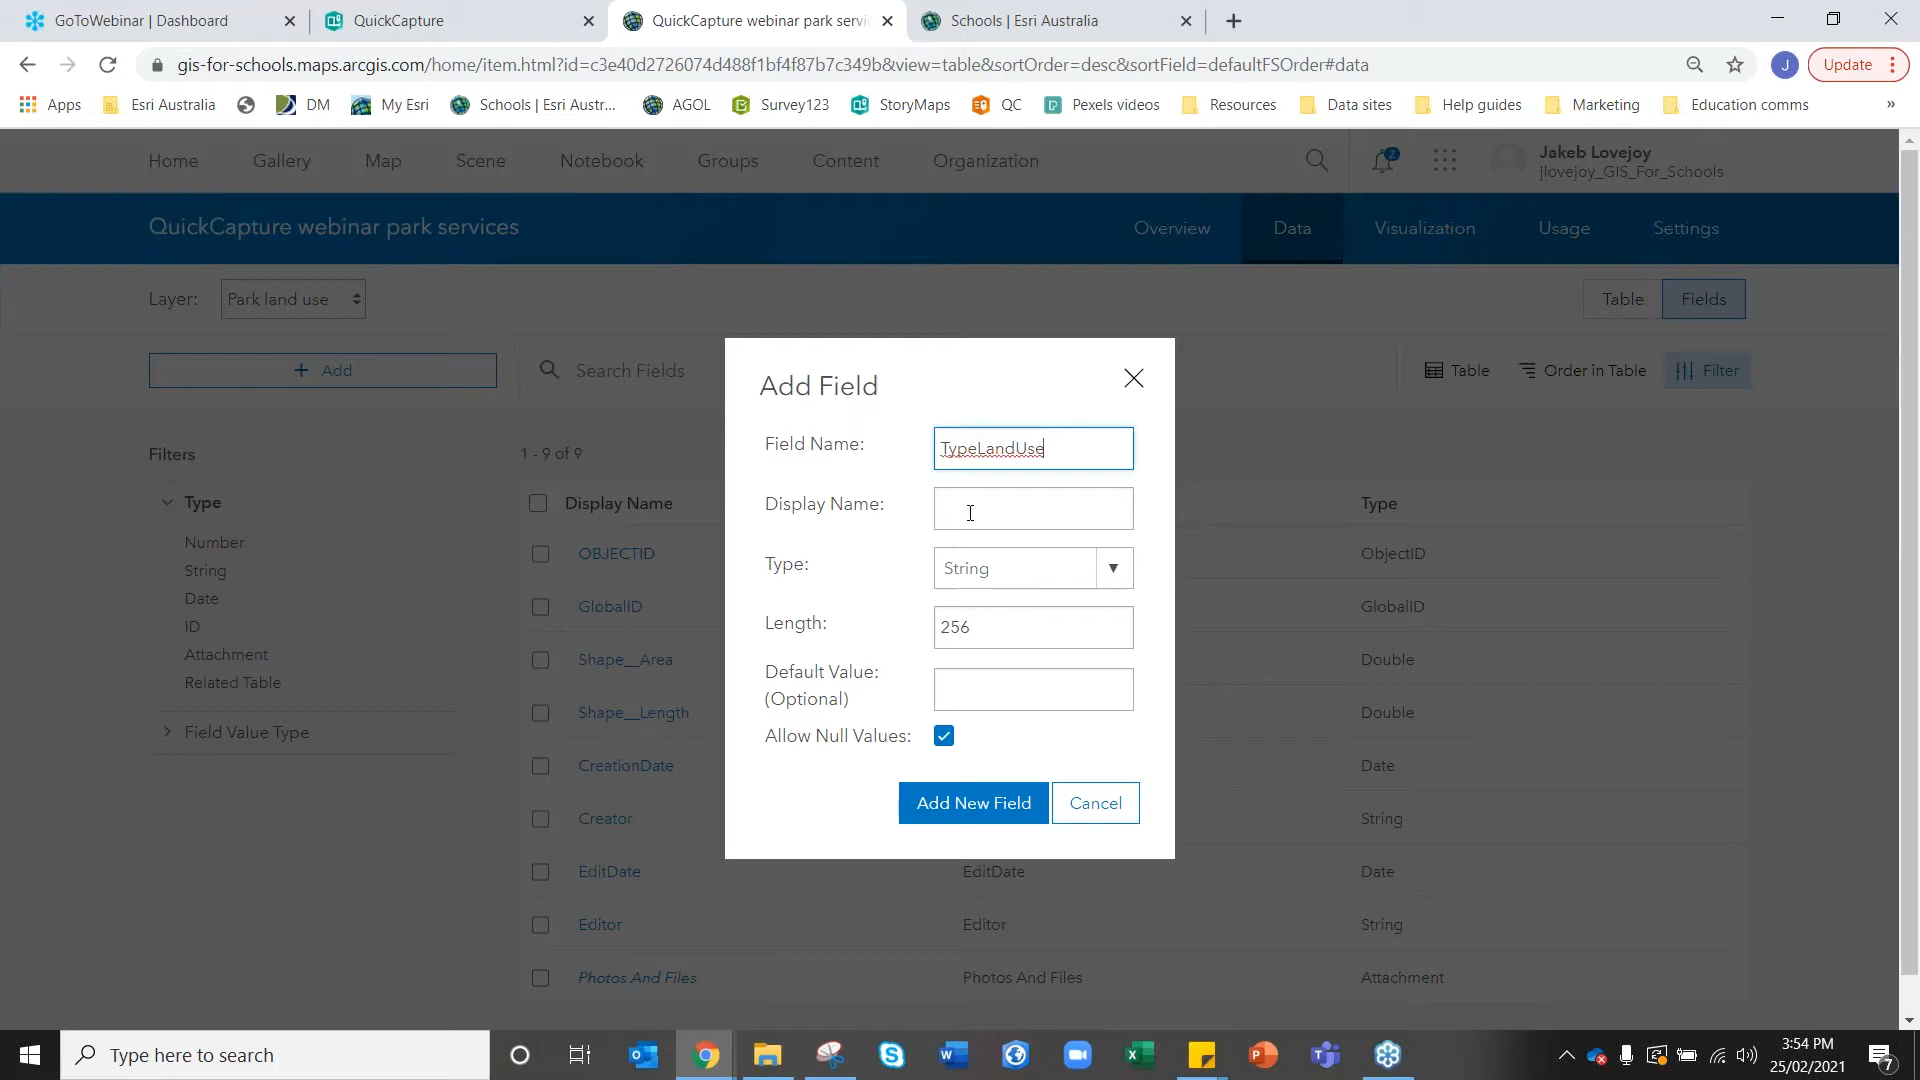 GoToWebinar | Dashboard
QuickCapture
QuickCapture webinar park servi
Schools | Esri Australia
gis-for-schools.maps.arcgis.com/home/item.html?id=c3e40d2726074d488f1bf4f87b7c349b&view=table&sortOrder=desc&sortField=defaultFSOrder#data
J
Update
Apps
Esri Australia
DM
My Esri
Schools | Esri Austr...
AGOL
Survey123
StoryMaps
QC
Pexels videos
Resources
Data sites
Help guides
Marketing
Education comms
»
Home
Gallery
Map
Scene
Notebook
Groups
Content
Organization
2
Jakeb Lovejoy
jlovejoy_GIS_For_Schools
QuickCapture webinar park services
Overview
Data
Visualization
Usage
Settings
Layer:
Park land use
Table
Fields
+ Add
Search Fields
Table
Order in Table
Filter
Filters
1 - 9 of 9
Type
Number
String
Date
ID
Attachment
Related Table
Field Value Type
Display Name
Type
OBJECTID
ObjectID
GlobalID
GlobalID
Shape__Area
Double
Shape__Length
Double
CreationDate
Date
Creator
String
EditDate
EditDate
Date
Editor
Editor
String
Photos And Files
Photos And Files
Attachment
Add Field
Field Name:
TypeLandUse
Display Name:
Type:
String
Length:
256
Default Value:
(Optional)
Allow Null Values:
Add New Field
Cancel
Type here to search
3:54 PM
25/02/2021
7